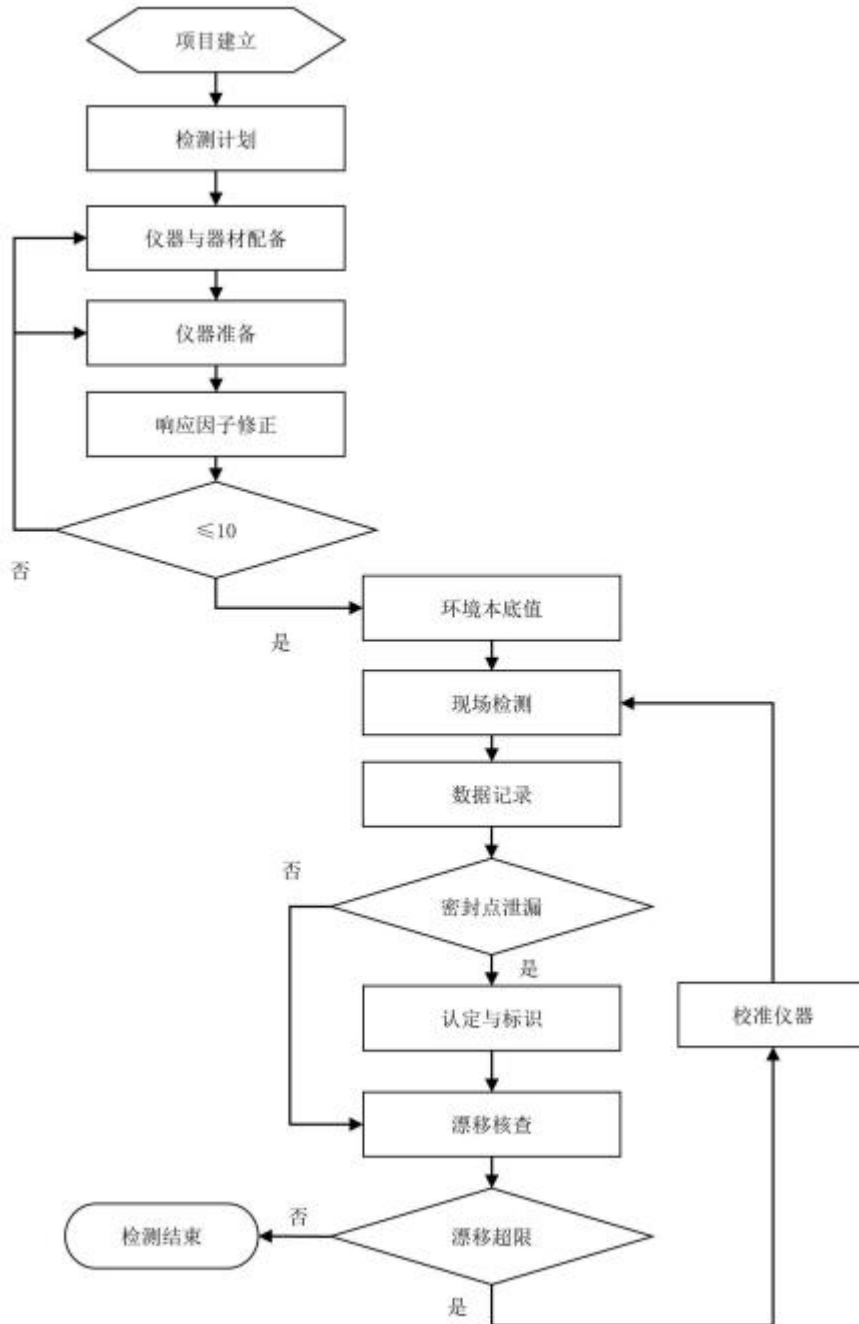 项目建立
检测计划
仪器与器材配备
仪器准备
响应因子修正
≤10
否
是
环境本底值
现场检测
数据记录
否
密封点泄漏
是
认定与标识
校准仪器
漂移核查
检测结束
否
漂移超限
是